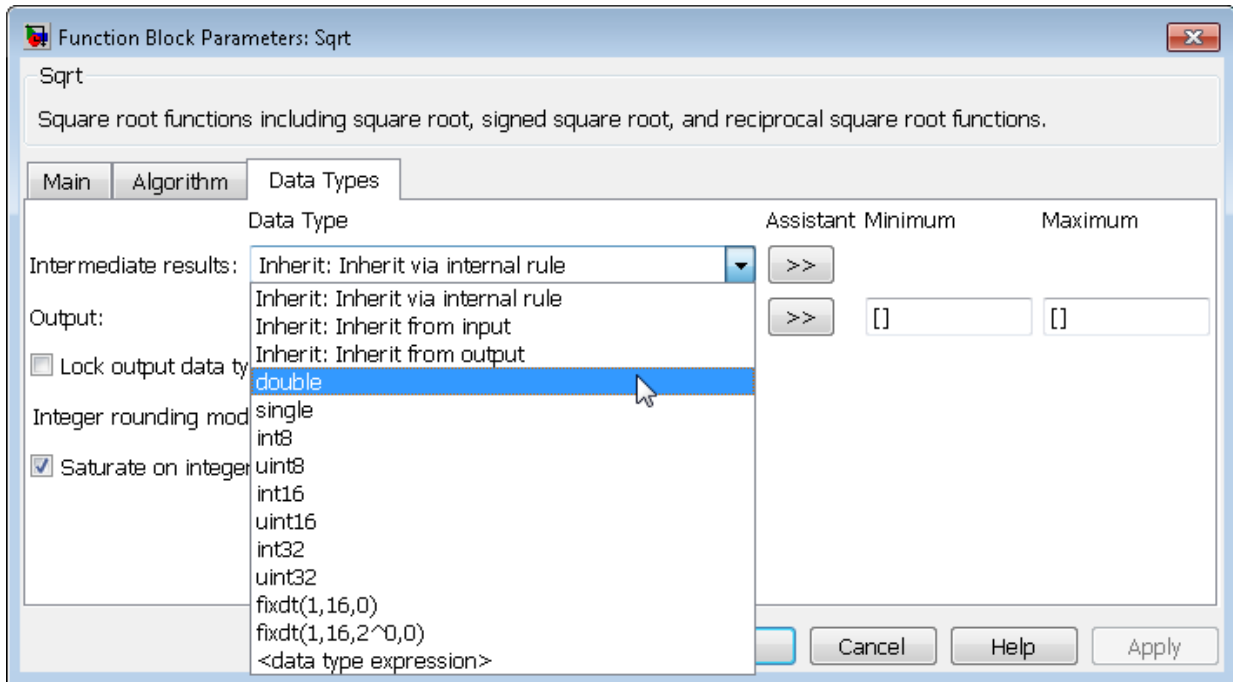 Function Block Parameters: Sqrt
Sqrt
Square root functions including square root, signed square root, and reciprocal square root functions.
Main Algorithm Data Types
Data Type Assistant Minimum Maximum
Intermediate results: Inherit: Inherit via internal rule >>
Inherit: Inherit via internal rule
Output: >> [] []
Inherit: Inherit from input
Inherit: Inherit from output
Lock output data ty
double
single
Integer rounding mod
int8
Saturate on integer
uint8
int16
uint16
int32
uint32
fixdt(1,16,0)
fixdt(1,16,2^0,0)
<data type expression>
Cancel Help Apply